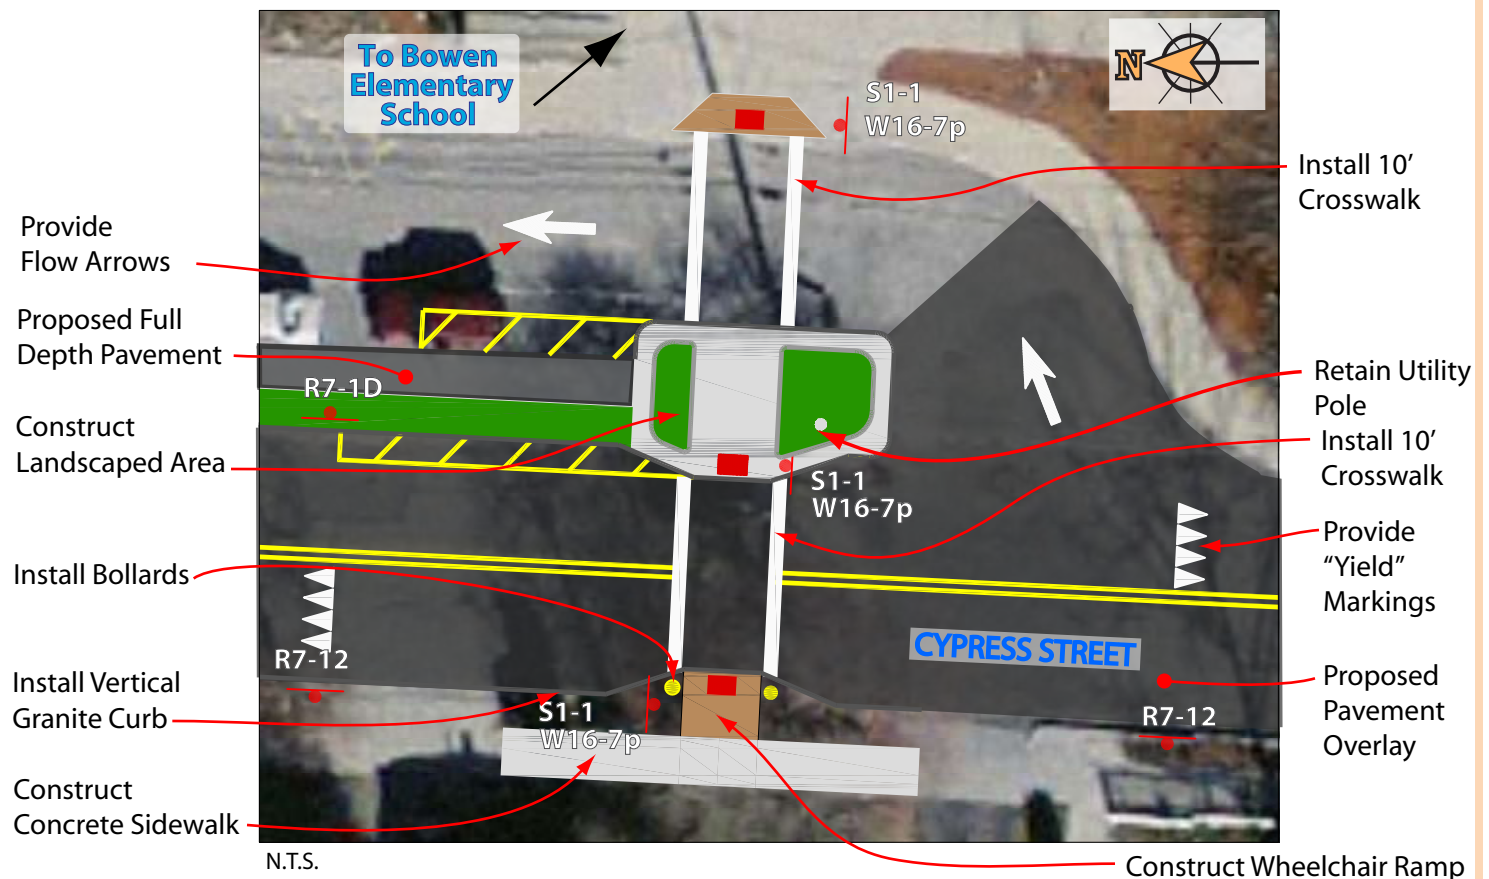 To Bowen
Elementary
School
N
S1-1
W16-7p
Install 10’
Crosswalk
Provide
Flow Arrows
Proposed Full
Depth Pavement
R7-1D
Retain Utility
Pole
Construct
Landscaped Area
Install 10’
Crosswalk
S1-1
W16-7p
Provide
“Yield”
Markings
Install Bollards
CYPRESS STREET
R7-12
Install Vertical
Granite Curb
S1-1
W16-7p
R7-12
Proposed
Pavement
Overlay
Construct
Concrete Sidewalk
N.T.S.
Construct Wheelchair Ramp